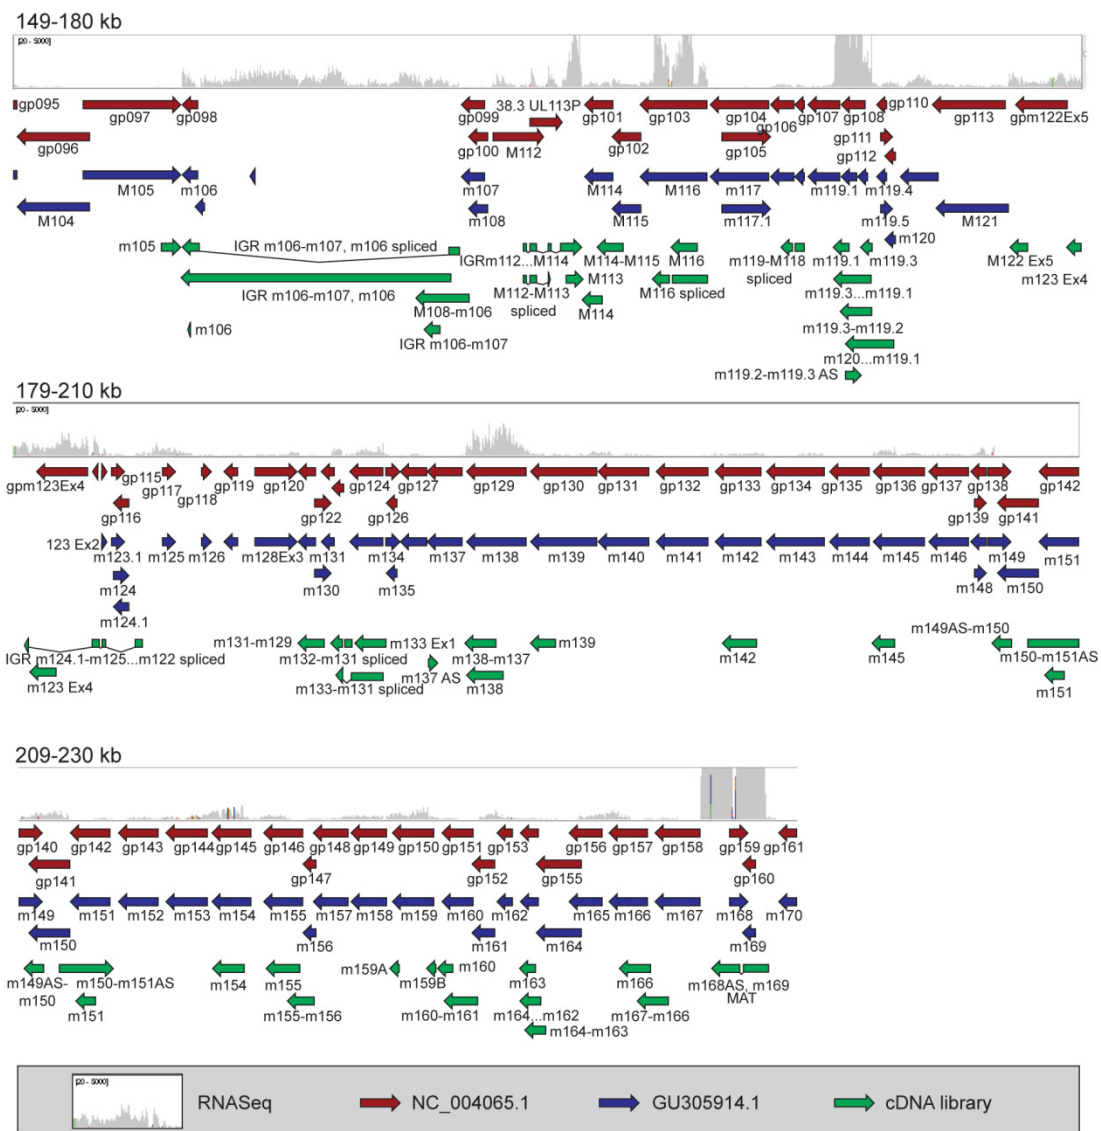 149-180 kb
[20 - 5000]
gp095 gp097 gp098 gp099 38.3 UL113P gp101 gp103 gp104 gp106 gp107 gp108 gp110 gp113 gpm122Ex5
gp096 gp100 M112 gp102 gp105 gp111
gp112
M105 m106 m107 M114 M116 m117 m119.1 m119.4 M121
M104 m108 M115 m117.1 m119.5
m120
m105 IGR m106-m107, m106 spliced IGRm112...M114 M114-M115 M116 m119-M118 spliced m119.1 m119.3 M122 Ex5 m123 Ex4
IGR m106-m107, m106 M112-M113 spliced M113 M116 spliced m119.3...m119.1
M108-m106 M114 m119.3-m119.2
m106 IGR m106-m107 m120...m119.1
m119.2-m119.3 AS
179-210 kb
[20 - 5000]
gpm123Ex4 gp115 gp117 gp118 gp119 gp120 gp124 gp127 gp129 gp130 gp131 gp132 gp133 gp134 gp135 gp136 gp137 gp138 gp142
gp116 gp122 gp126 gp139 gp141
123 Ex2 m123.1 m125 m126 m128Ex3 m131 m134 m137 m138 m139 m140 m141 m142 m143 m144 m145 m146 m149 m151
m124 m130 m135 m148 m150
m124.1
IGR m124.1-m125...m122 spliced m131-m129 m132-m131 spliced m133 Ex1 m138-m137 m139 m142 m145 m149AS-m150 m150-m151AS
m123 Ex4 m133-m131 spliced m137 AS m138 m151
209-230 kb
gp140 gp142 gp143 gp144 gp145 gp146 gp148 gp149 gp150 gp151 gp153 gp156 gp157 gp158 gp159 gp161
gp141 gp147 gp152 gp155 gp160
m149 m151 m152 m153 m154 m155 m157 m158 m159 m160 m162 m165 m166 m167 m168 m170
m150 m156 m161 m164 m169
m149AS-m150 m150-m151AS m154 m155 m159A m159B m160 m163 m166 m168AS, m169
MAT
m151 m155-m156 m160-m161 m164...m162 m167-m166
m164-m163
[20 - 5000]
RNASeq NC_004065.1 GU305914.1 cDNA library